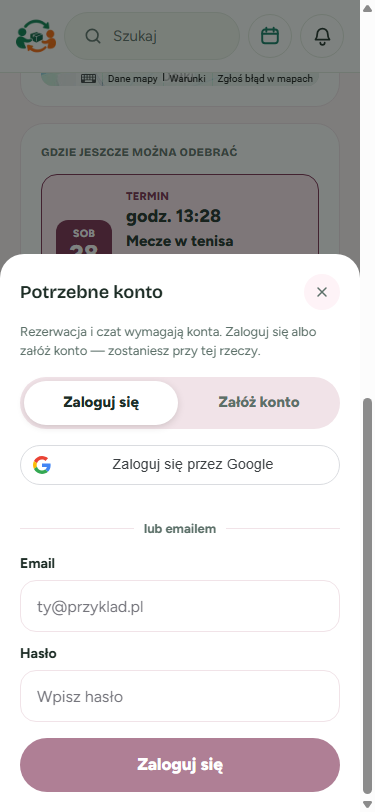 Szukaj
Dane mapy Warunki Zgłoś błąd w mapach
GDZIE JESZCZE MOŻNA ODEBRAĆ
TERMIN
godz. 13:28
SOB
Mecze w tenisa
28
Potrzebne konto
Rezerwacja i czat wymagają konta. Zaloguj się albo
załóż konto — zostaniesz przy tej rzeczy.
Zaloguj się
Załóż konto
Zaloguj się przez Google
lub emailem
Email
ty@przyklad.pl
Hasło
Wpisz hasło
Zaloguj się